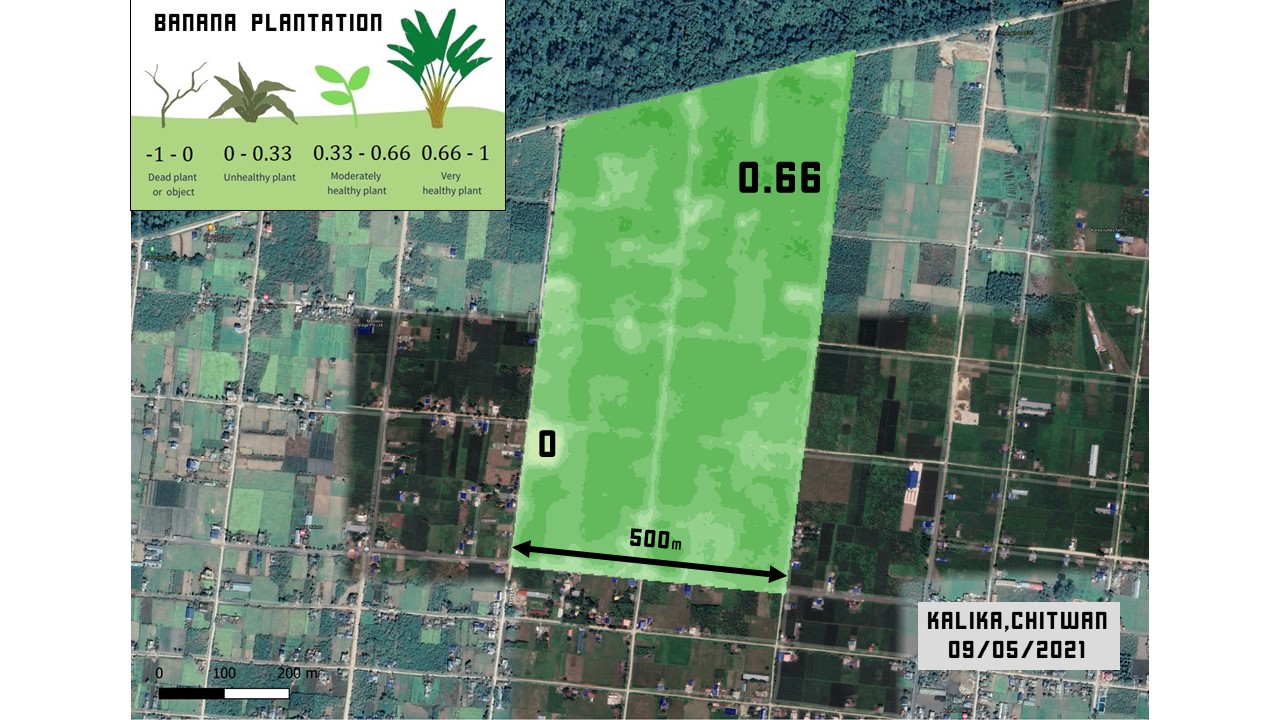 BANANA PLANTATION
-1 - 0
0 - 0.33
0.33 - 0.66
0.66 - 1
Dead plant
or object
Unhealthy plant
Moderately
healthy plant
Very
healthy plant
0.66
0
500m
KALIKA,CHITWAN
09/05/2021
0 100 200 m